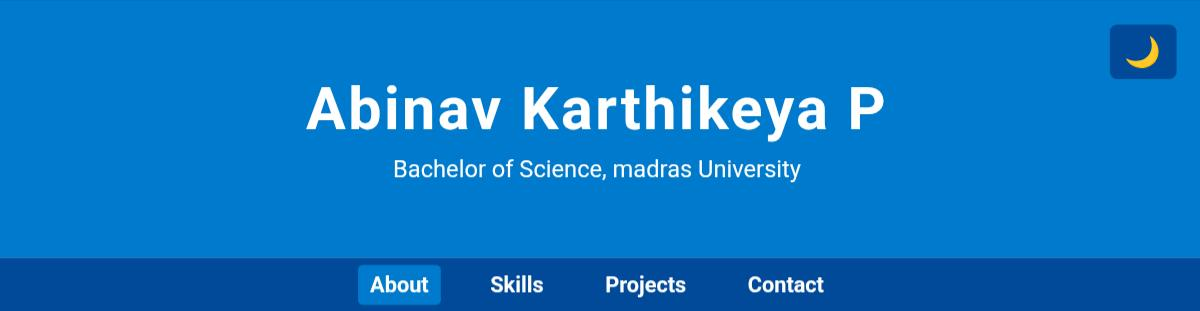 Abinav Karthikeya P
Bachelor of Science, madras University
About Skills Projects Contact